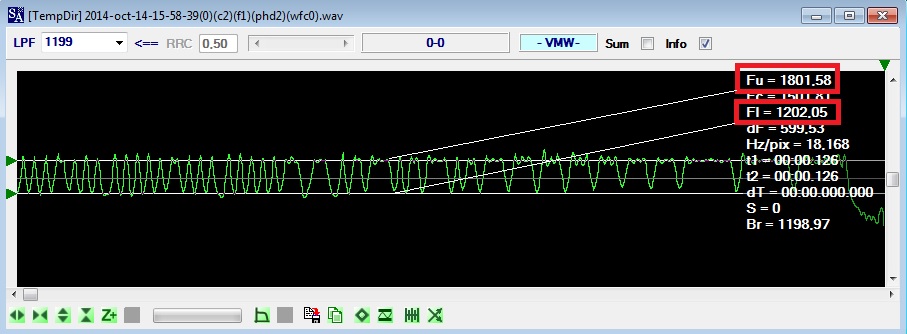 SA [TempDir] 2014-oct-14-15-58-39(0)(c2)(f1)(phd2)(wfc0).wav
LPF 1199 <== RRC 0,50 0-0 - VMW- Sum Info
Fu = 1801,58
Fc = 1501,81
Fl = 1202,05
dF = 599,53
Hz/pix = 18,168
t1 = 00:00,126
t2 = 00:00,126
dT = 00:00,000,000
S = 0
Br = 1198,97
Z+